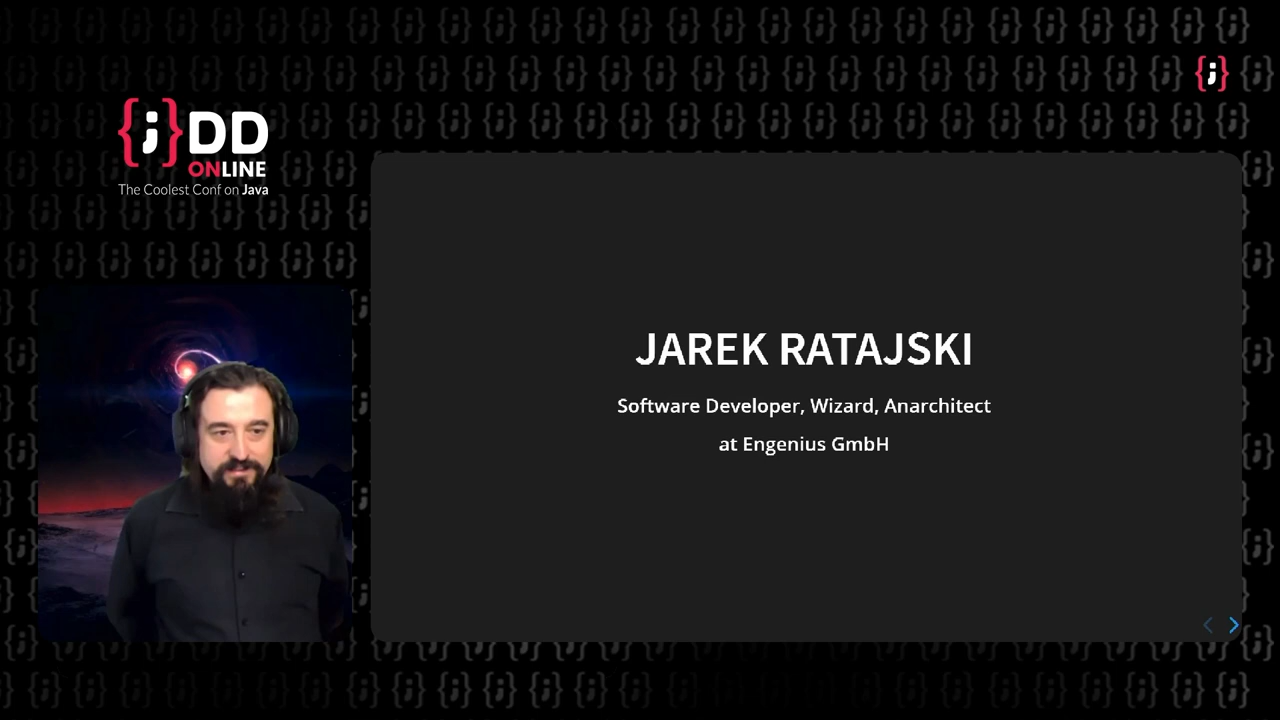 {;}DD
ONLINE
The Coolest Conf on Java
{;}
JAREK RATAJSKI
Software Developer, Wizard, Anarchitect
at Engenius GmbH